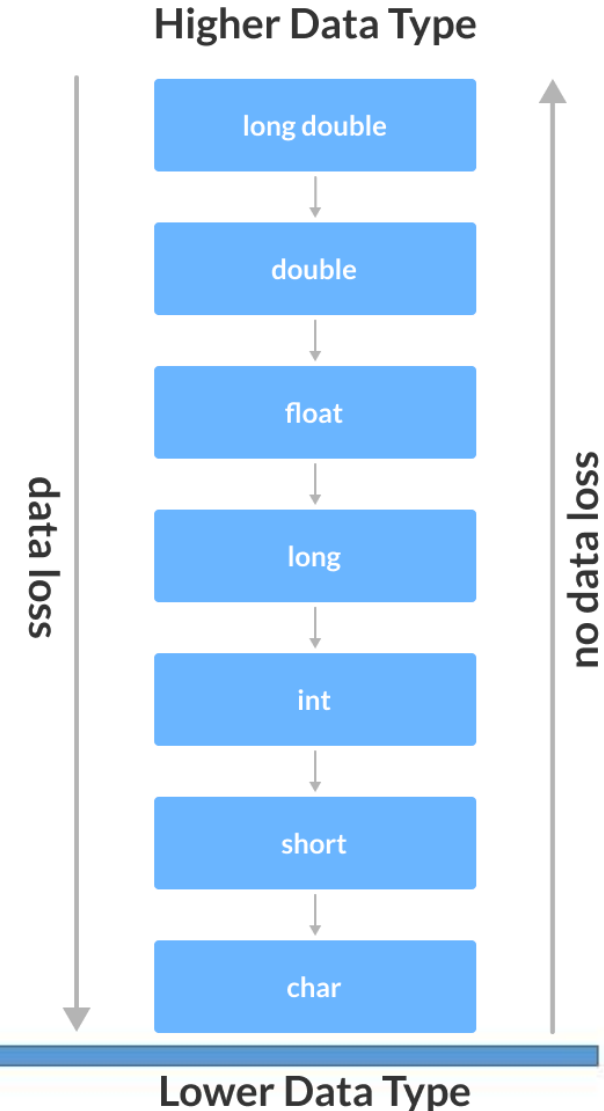 Higher Data Type
long double
double
float
long
int
short
char
data loss
no data loss
Lower Data Type